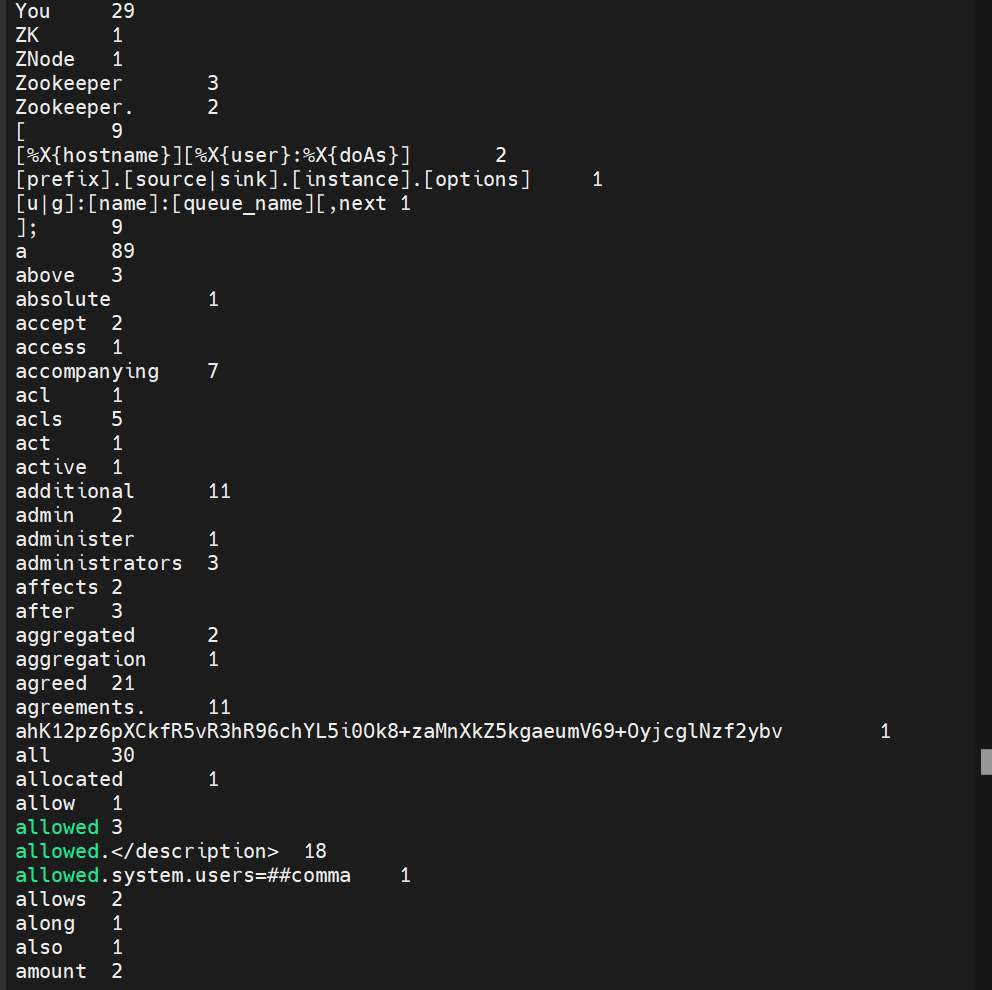 You 29
ZK 1
ZNode 1
Zookeeper 3
Zookeeper. 2
[ 9
[%X{hostname}][%X{user}:%X{doAs}] 2
[prefix].[source|sink].[instance].[options] 1
[u|g]:[name]:[queue_name][,next 1
]; 9
a 89
above 3
absolute 1
accept 2
access 1
accompanying 7
acl 1
acls 5
act 1
active 1
additional 11
admin 2
administer 1
administrators 3
affects 2
after 3
aggregated 2
aggregation 1
agreed 21
agreements. 11
ahK12pz6pXCkfR5vR3hR96chYL5i0Ok8+zaMnXkZ5kgaeumV69+OyjcglNzf2ybv 1
all 30
allocated 1
allow 1
allowed 3
allowed.</description> 18
allowed.system.users=##comma 1
allows 2
along 1
also 1
amount 2